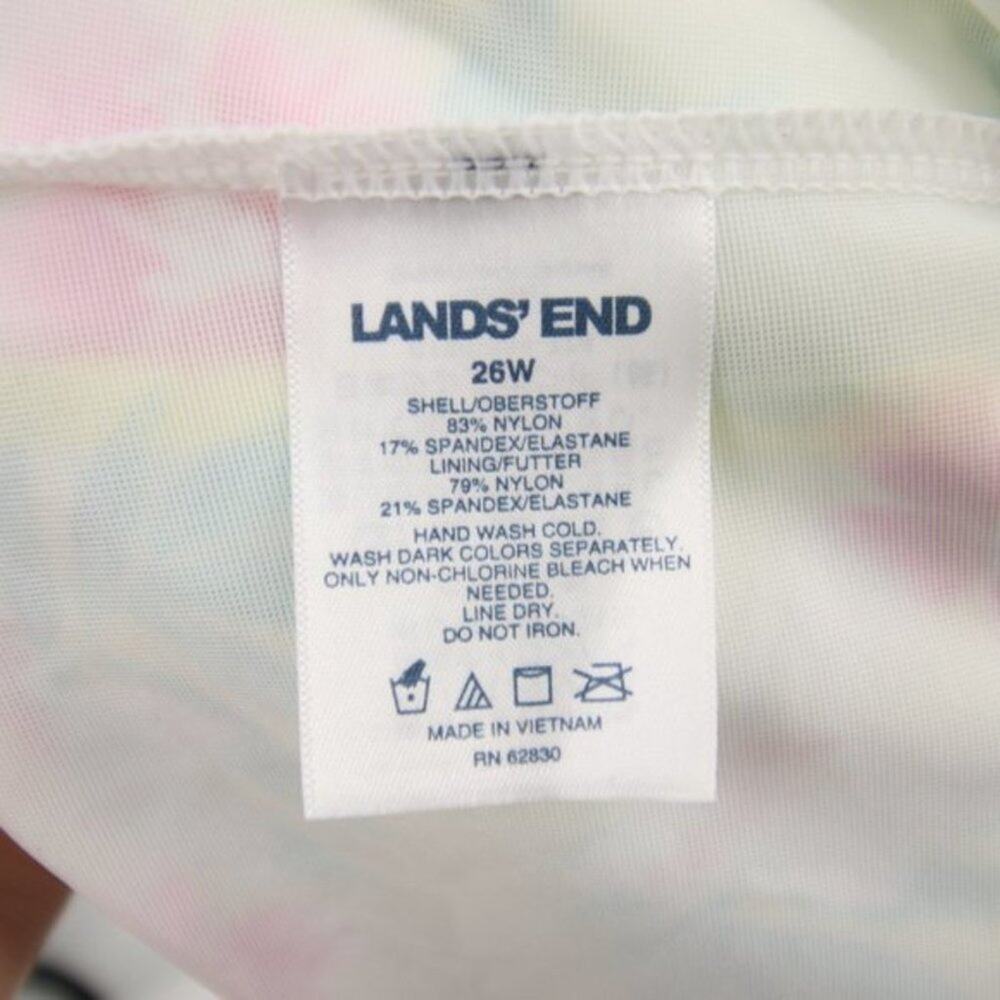 LANDS' END
26W
SHELL/OBERSTOFF
83% NYLON
17% SPANDEX/ELASTANE
LINING/FUTTER
79% NYLON
21% SPANDEX/ELASTANE
HAND WASH COLD.
WASH DARK COLORS SEPARATELY.
ONLY NON-CHLORINE BLEACH WHEN
NEEDED.
LINE DRY.
DO NOT IRON.
MADE IN VIETNAM
RN 62830